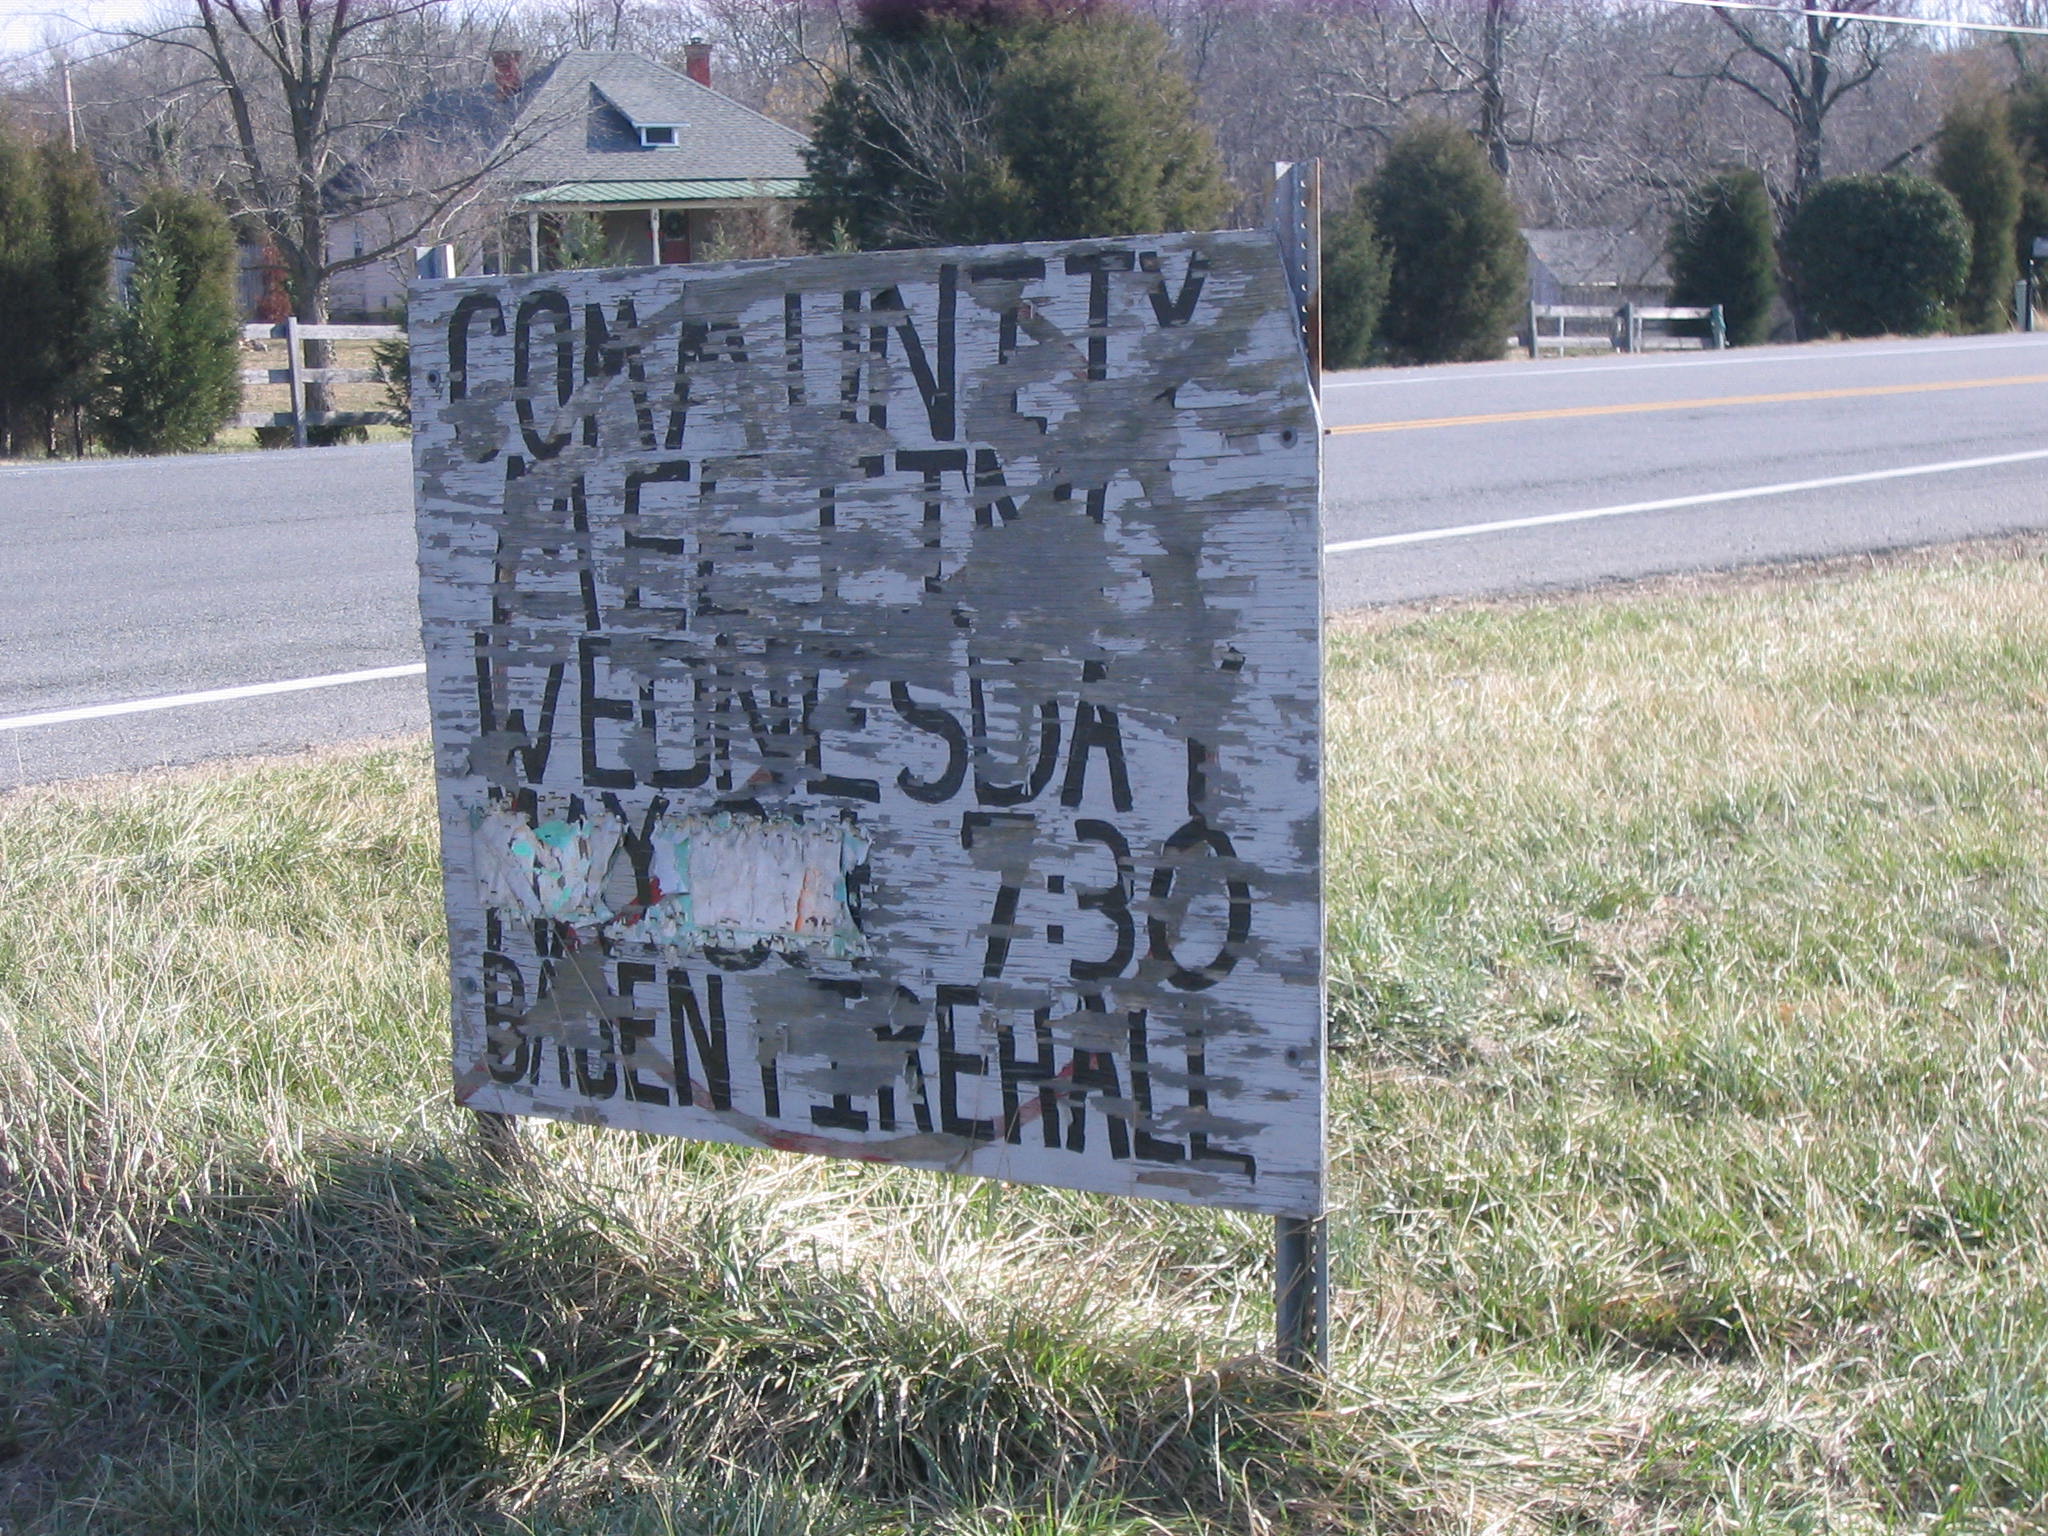 COMMUNITY
MEETING
WEDNESDAY
7:30
BADEN FIREHALL